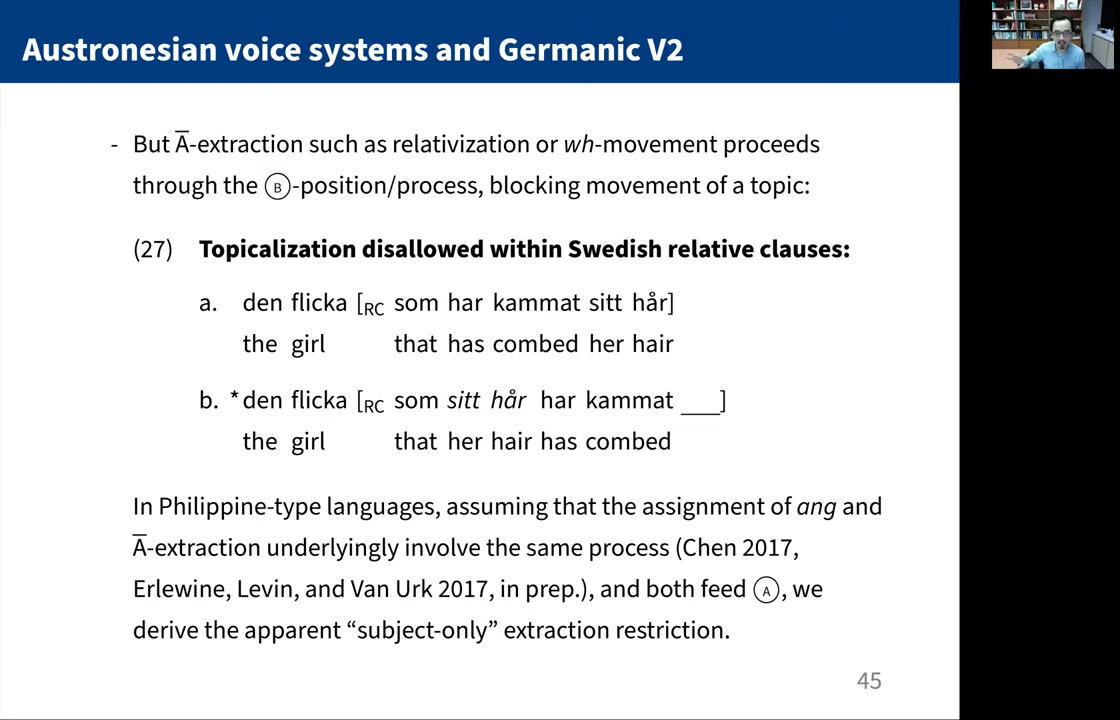 Austronesian voice systems and Germanic V2
- But A̅-extraction such as relativization or wh-movement proceeds
through the Ⓑ-position/process, blocking movement of a topic:
(27) Topicalization disallowed within Swedish relative clauses:
a. den flicka [RC som har kammat sitt hår]
the girl that has combed her hair
b. *den flicka [RC som sitt hår har kammat ___]
the girl that her hair has combed
In Philippine-type languages, assuming that the assignment of ang and
A̅-extraction underlyingly involve the same process (Chen 2017,
Erlewine, Levin, and Van Urk 2017, in prep.), and both feed Ⓐ, we
derive the apparent “subject-only” extraction restriction.
45